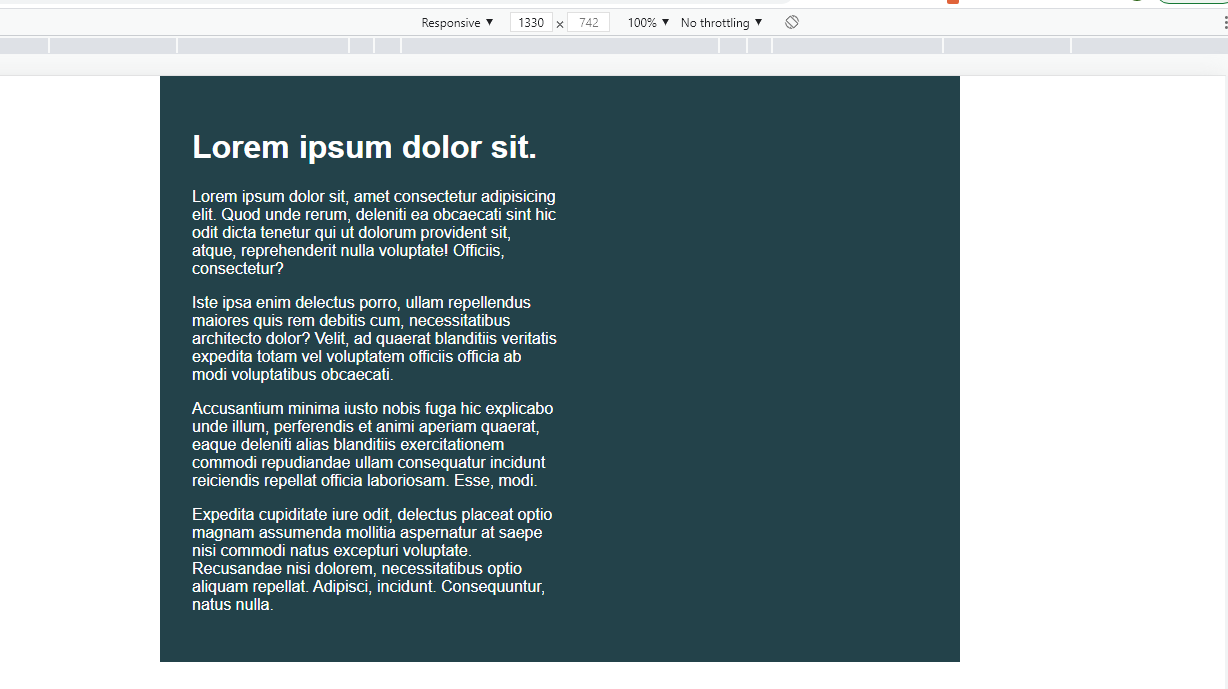 Responsive ▼ 1330 × 742 100% ▼ No throttling ▼
Lorem ipsum dolor sit.
Lorem ipsum dolor sit, amet consectetur adipisicing
elit. Quod unde rerum, deleniti ea obcaecati sint hic
odit dicta tenetur qui ut dolorum provident sit,
atque, reprehenderit nulla voluptate! Officiis,
consectetur?
Iste ipsa enim delectus porro, ullam repellendus
maiores quis rem debitis cum, necessitatibus
architecto dolor? Velit, ad quaerat blanditiis veritatis
expedita totam vel voluptatem officiis officia ab
modi voluptatibus obcaecati.
Accusantium minima iusto nobis fuga hic explicabo
unde illum, perferendis et animi aperiam quaerat,
eaque deleniti alias blanditiis exercitationem
commodi repudiandae ullam consequatur incidunt
reiciendis repellat officia laboriosam. Esse, modi.
Expedita cupiditate iure odit, delectus placeat optio
magnam assumenda mollitia aspernatur at saepe
nisi commodi natus excepturi voluptate.
Recusandae nisi dolorem, necessitatibus optio
aliquam repellat. Adipisci, incidunt. Consequuntur,
natus nulla.